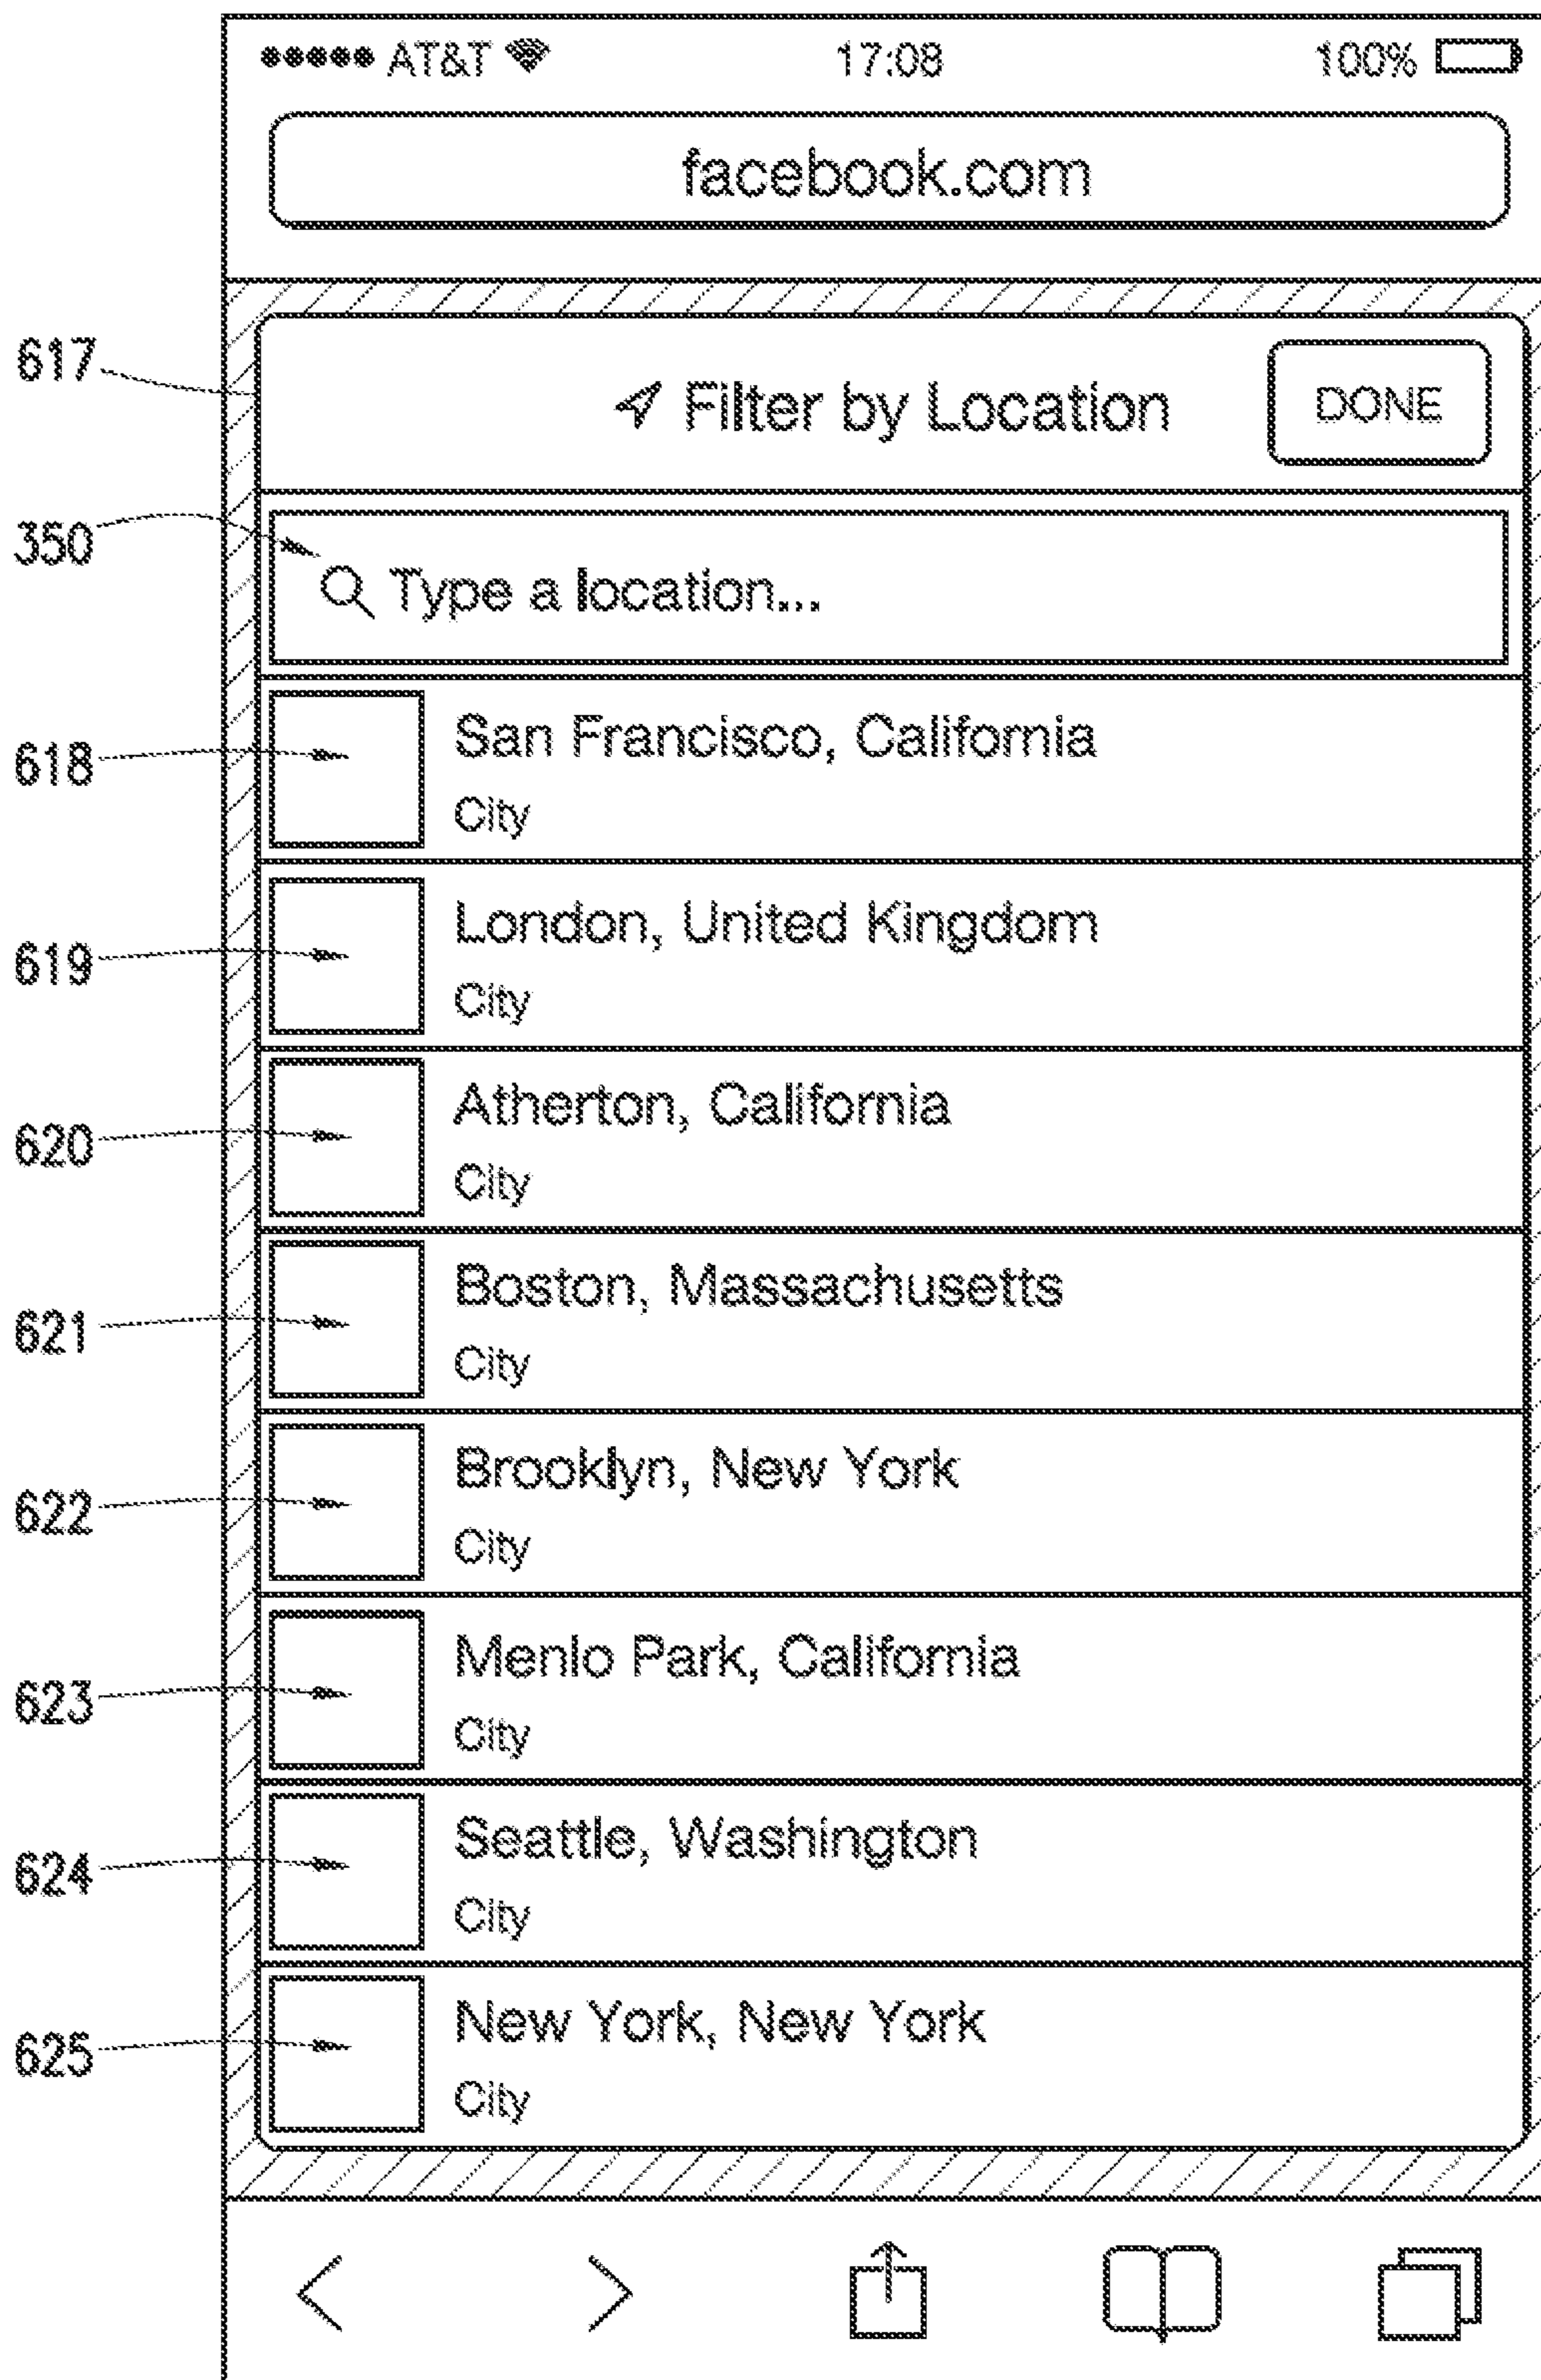 AT&T 17:08 100%
facebook.com
617
Filter by Location DONE
350
Type a location...
618
San Francisco, California
City
619
London, United Kingdom
City
620
Atherton, California
City
621
Boston, Massachusetts
City
622
Brooklyn, New York
City
623
Menlo Park, California
City
624
Seattle, Washington
City
625
New York, New York
City